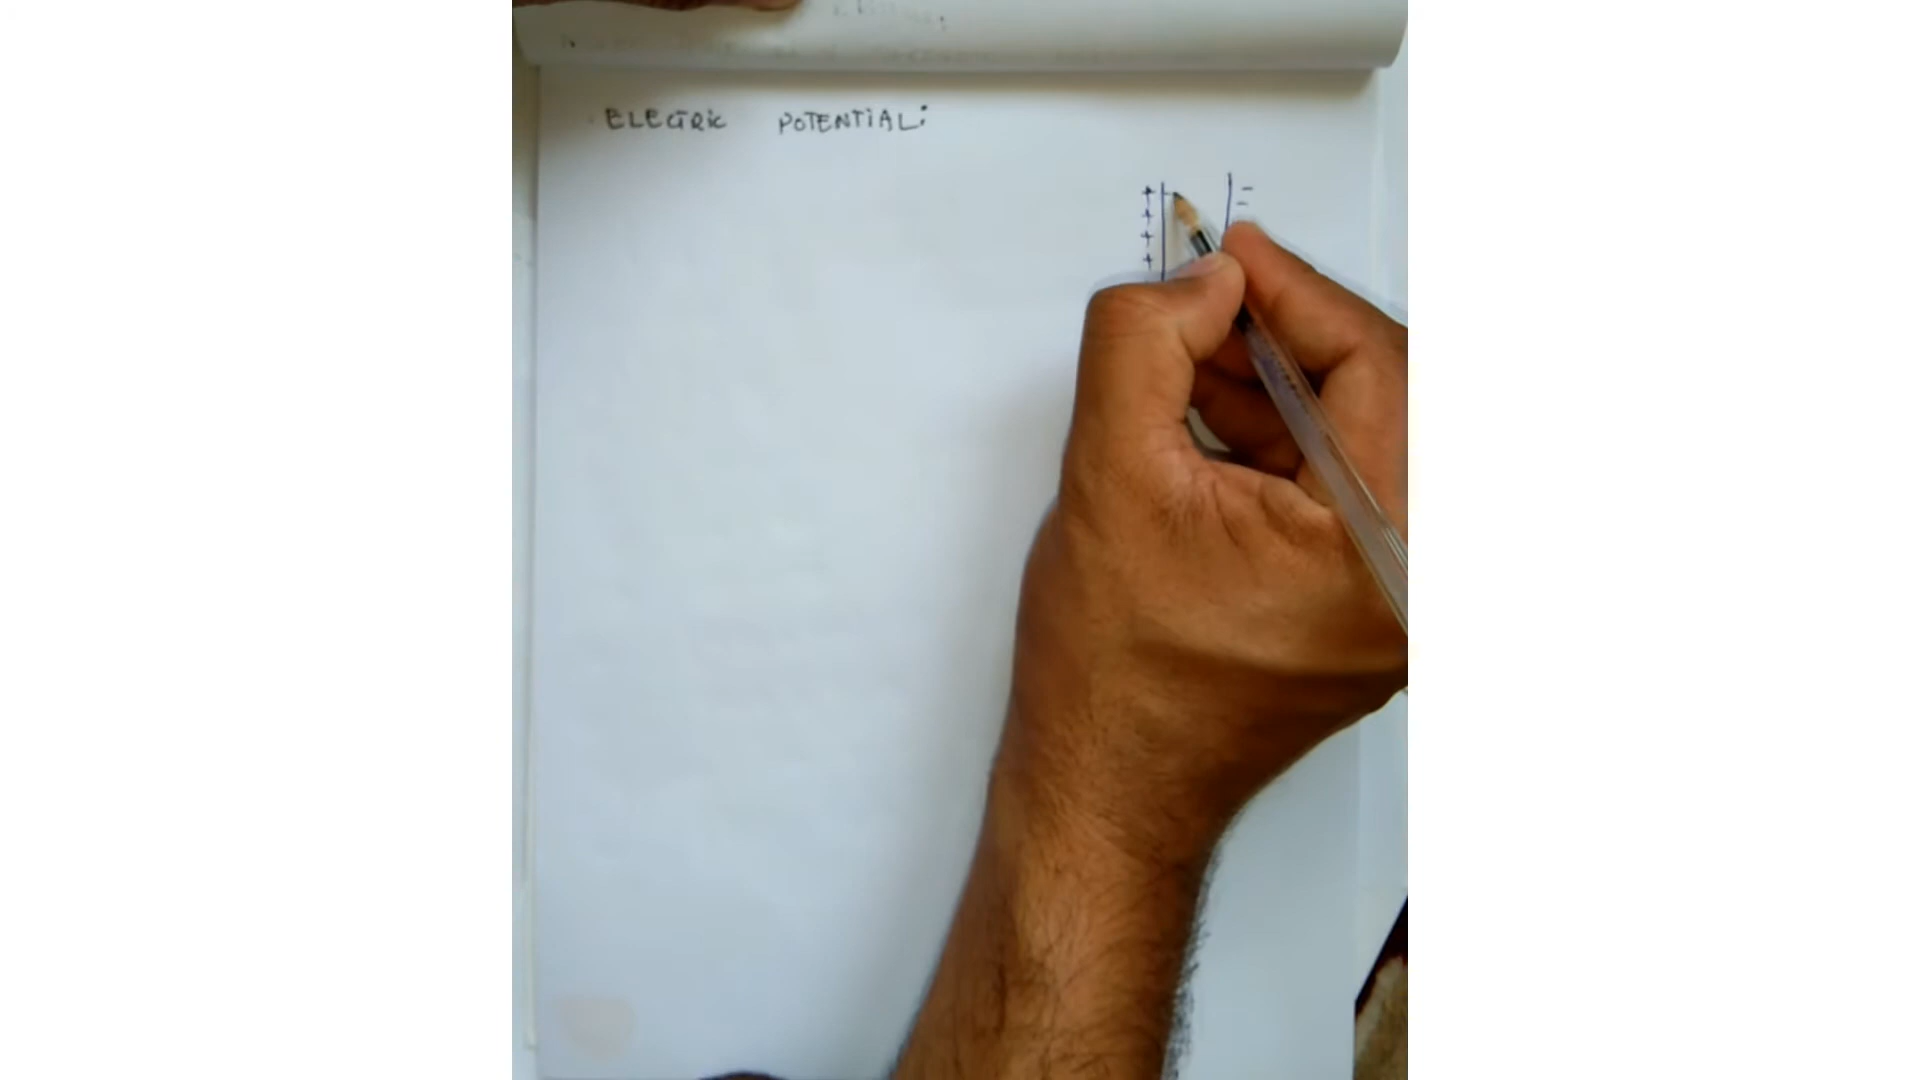 ELECTRIC POTENTIAL:
+ -
+ -
+
+